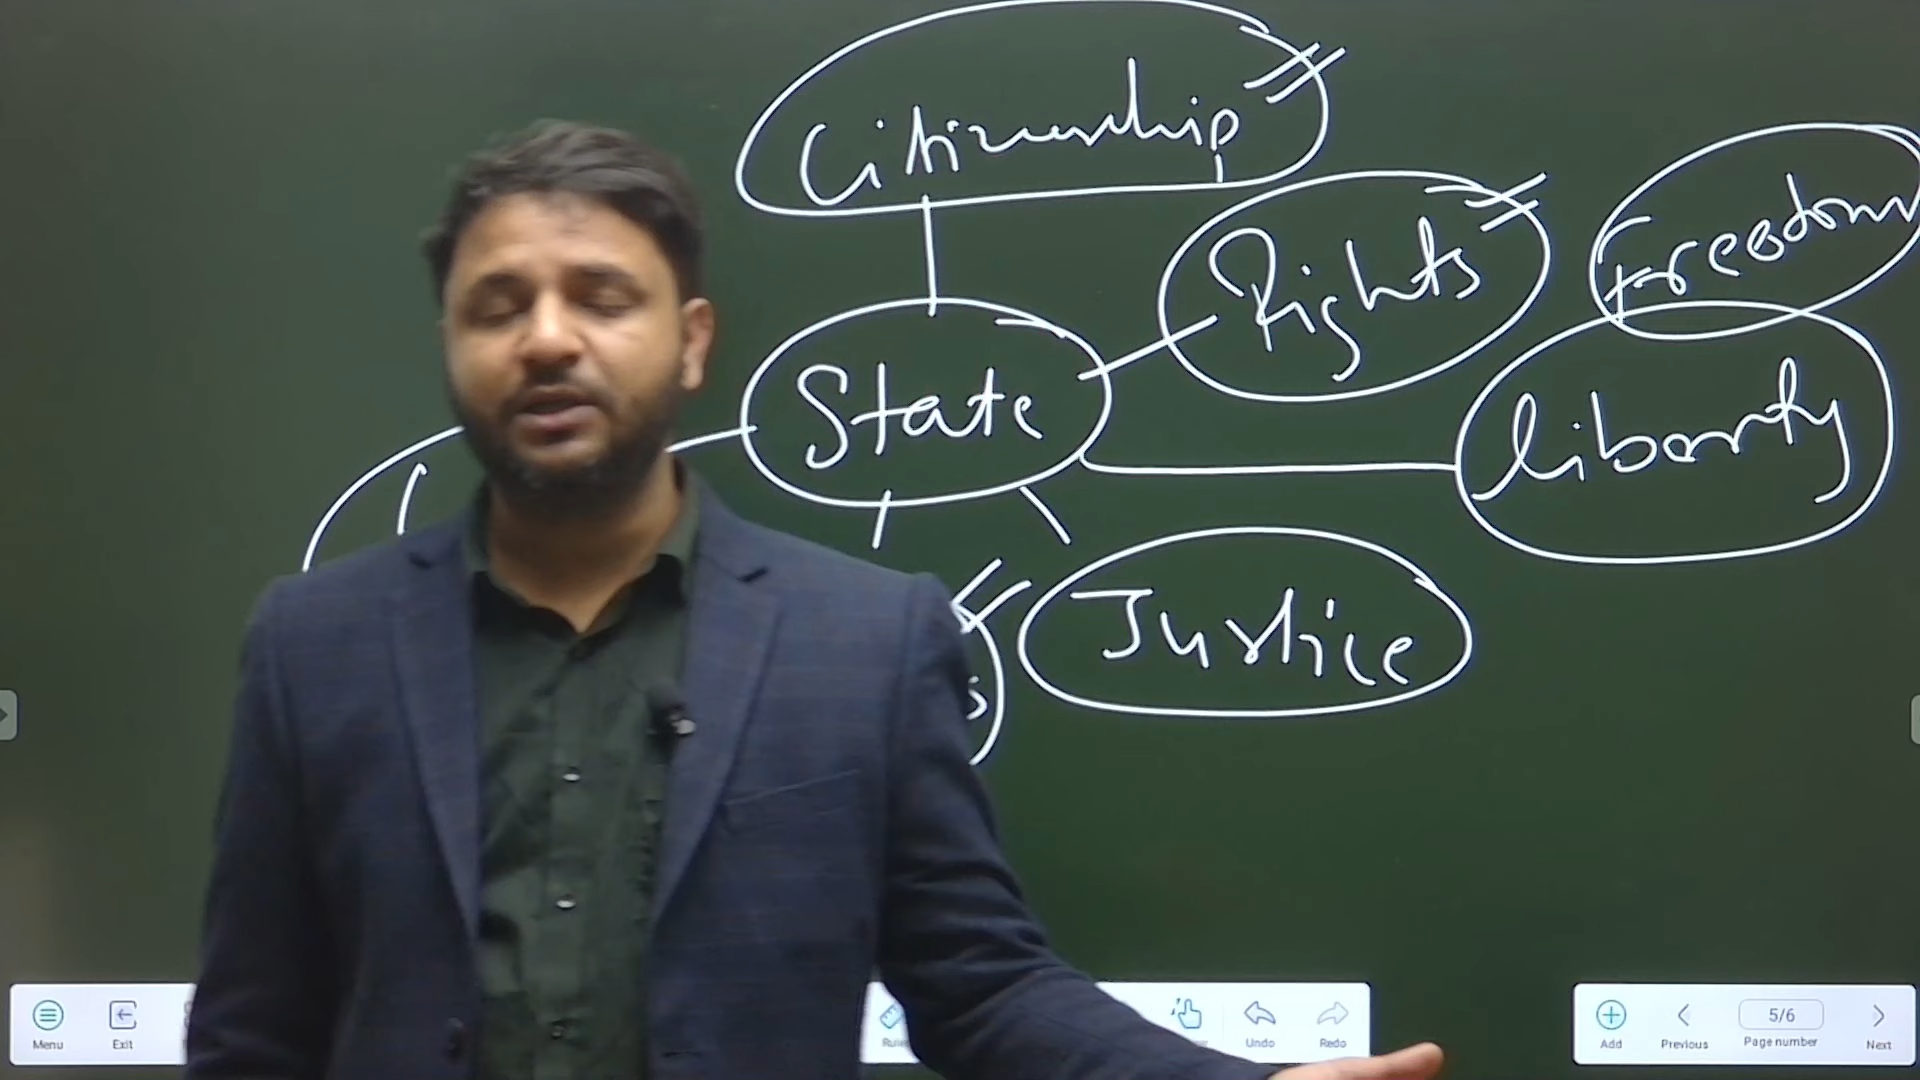 Citizenship
Rights
Freedom
State
liberty
Justice
Menu
Exit
Undo
Redo
Add
Previous
5/6
Page number
Next